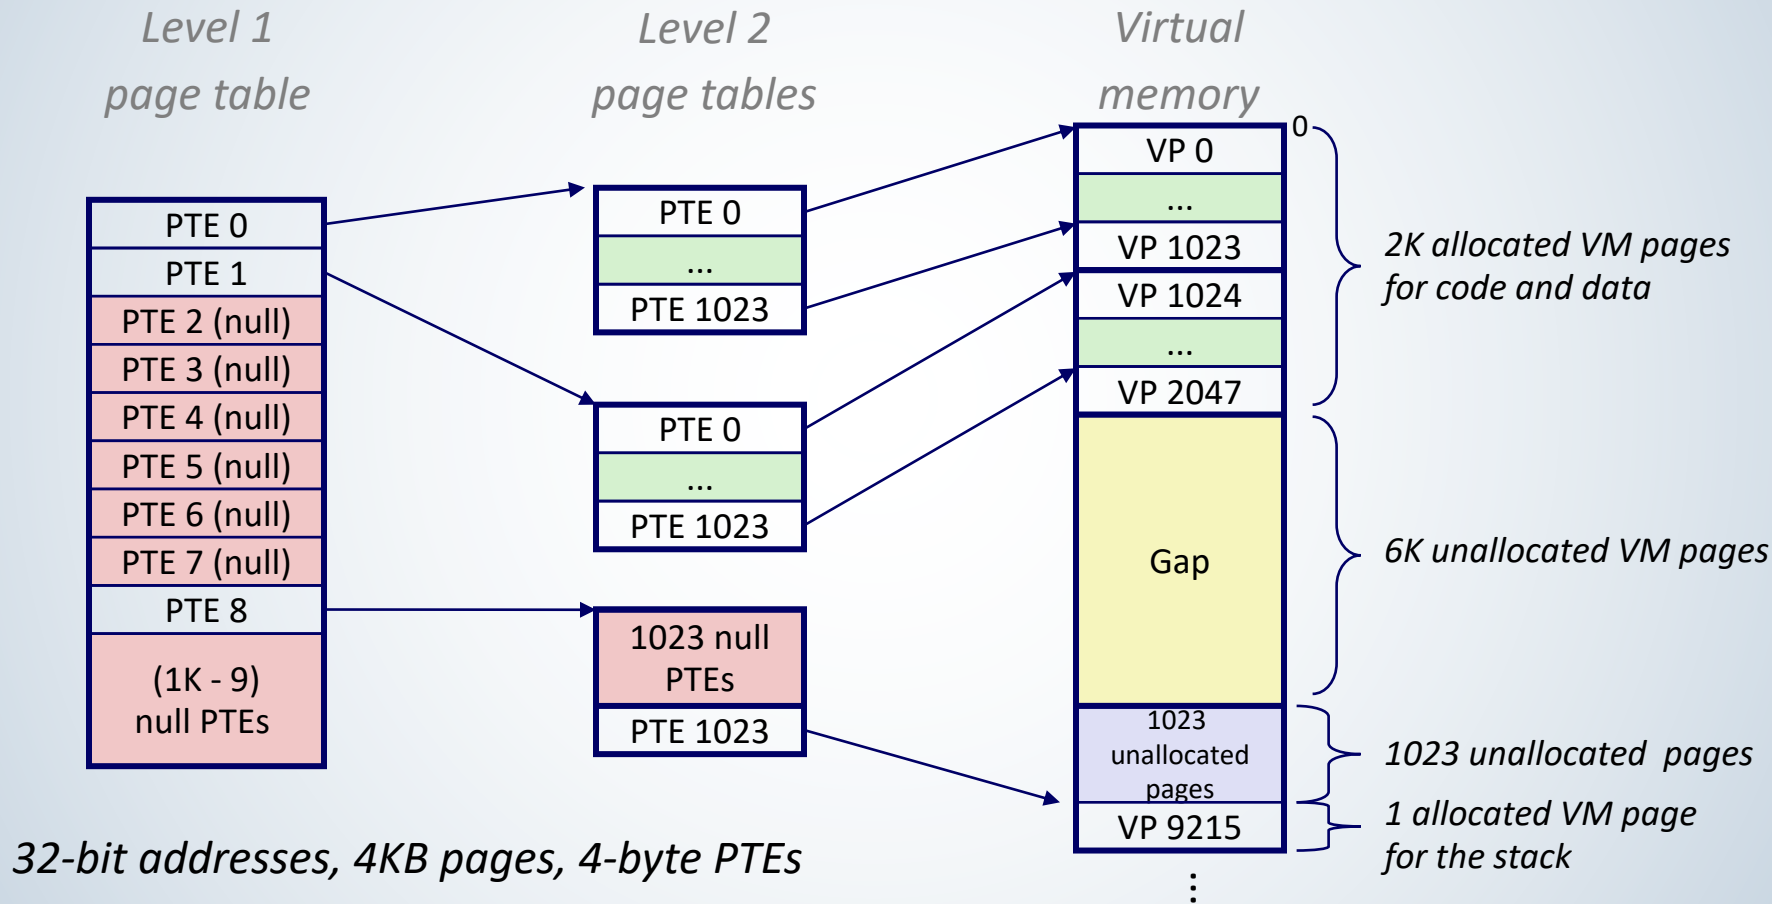 Level 1
page table
Level 2
page tables
Virtual
memory
PTE 0
PTE 1
PTE 2 (null)
PTE 3 (null)
PTE 4 (null)
PTE 5 (null)
PTE 6 (null)
PTE 7 (null)
PTE 8
(1K - 9)
null PTEs
PTE 0
...
PTE 1023
PTE 0
...
PTE 1023
1023 null
PTEs
PTE 1023
0
VP 0
...
VP 1023
VP 1024
...
VP 2047
Gap
1023
unallocated
pages
VP 9215
...
2K allocated VM pages
for code and data
6K unallocated VM pages
1023 unallocated pages
1 allocated VM page
for the stack
32-bit addresses, 4KB pages, 4-byte PTEs